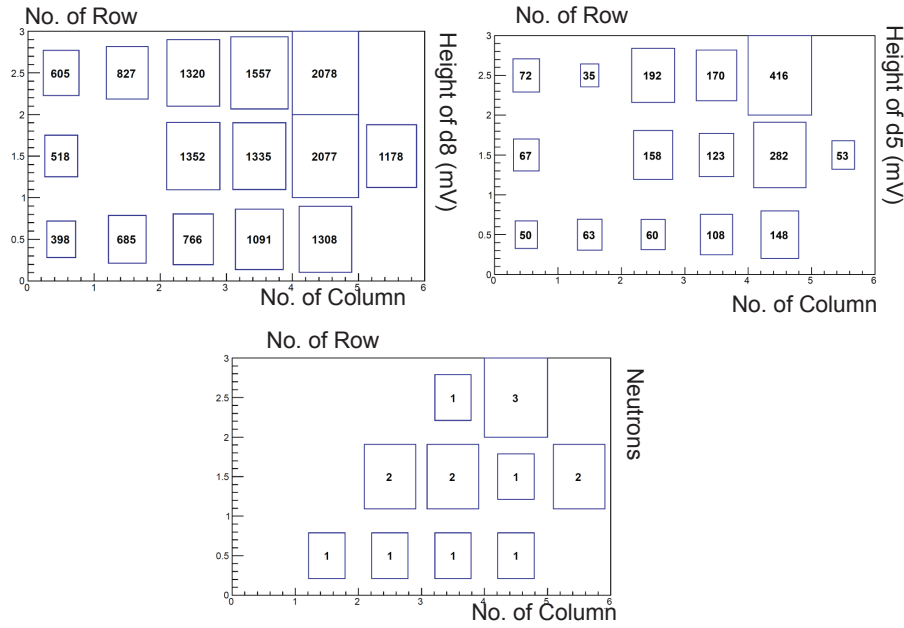 No. of Row
3
605 827 1320 1557 2078
2.5
2
518 1352 1335 2077 1178
1.5
1
398 685 766 1091 1308
0.5
0
0 1 2 3 4 5 6
No. of Column
Height of d8 (mV)
No. of Row
3
72 35 192 170 416
2.5
2
67 158 123 282 53
1.5
1
50 63 60 108 148
0.5
0
0 1 2 3 4 5 6
No. of Column
Height of d5 (mV)
No. of Row
3
1 3
2.5
2
2 2 1 2
1.5
1
1 1 1 1
0.5
0
0 1 2 3 4 5 6
No. of Column
Neutrons